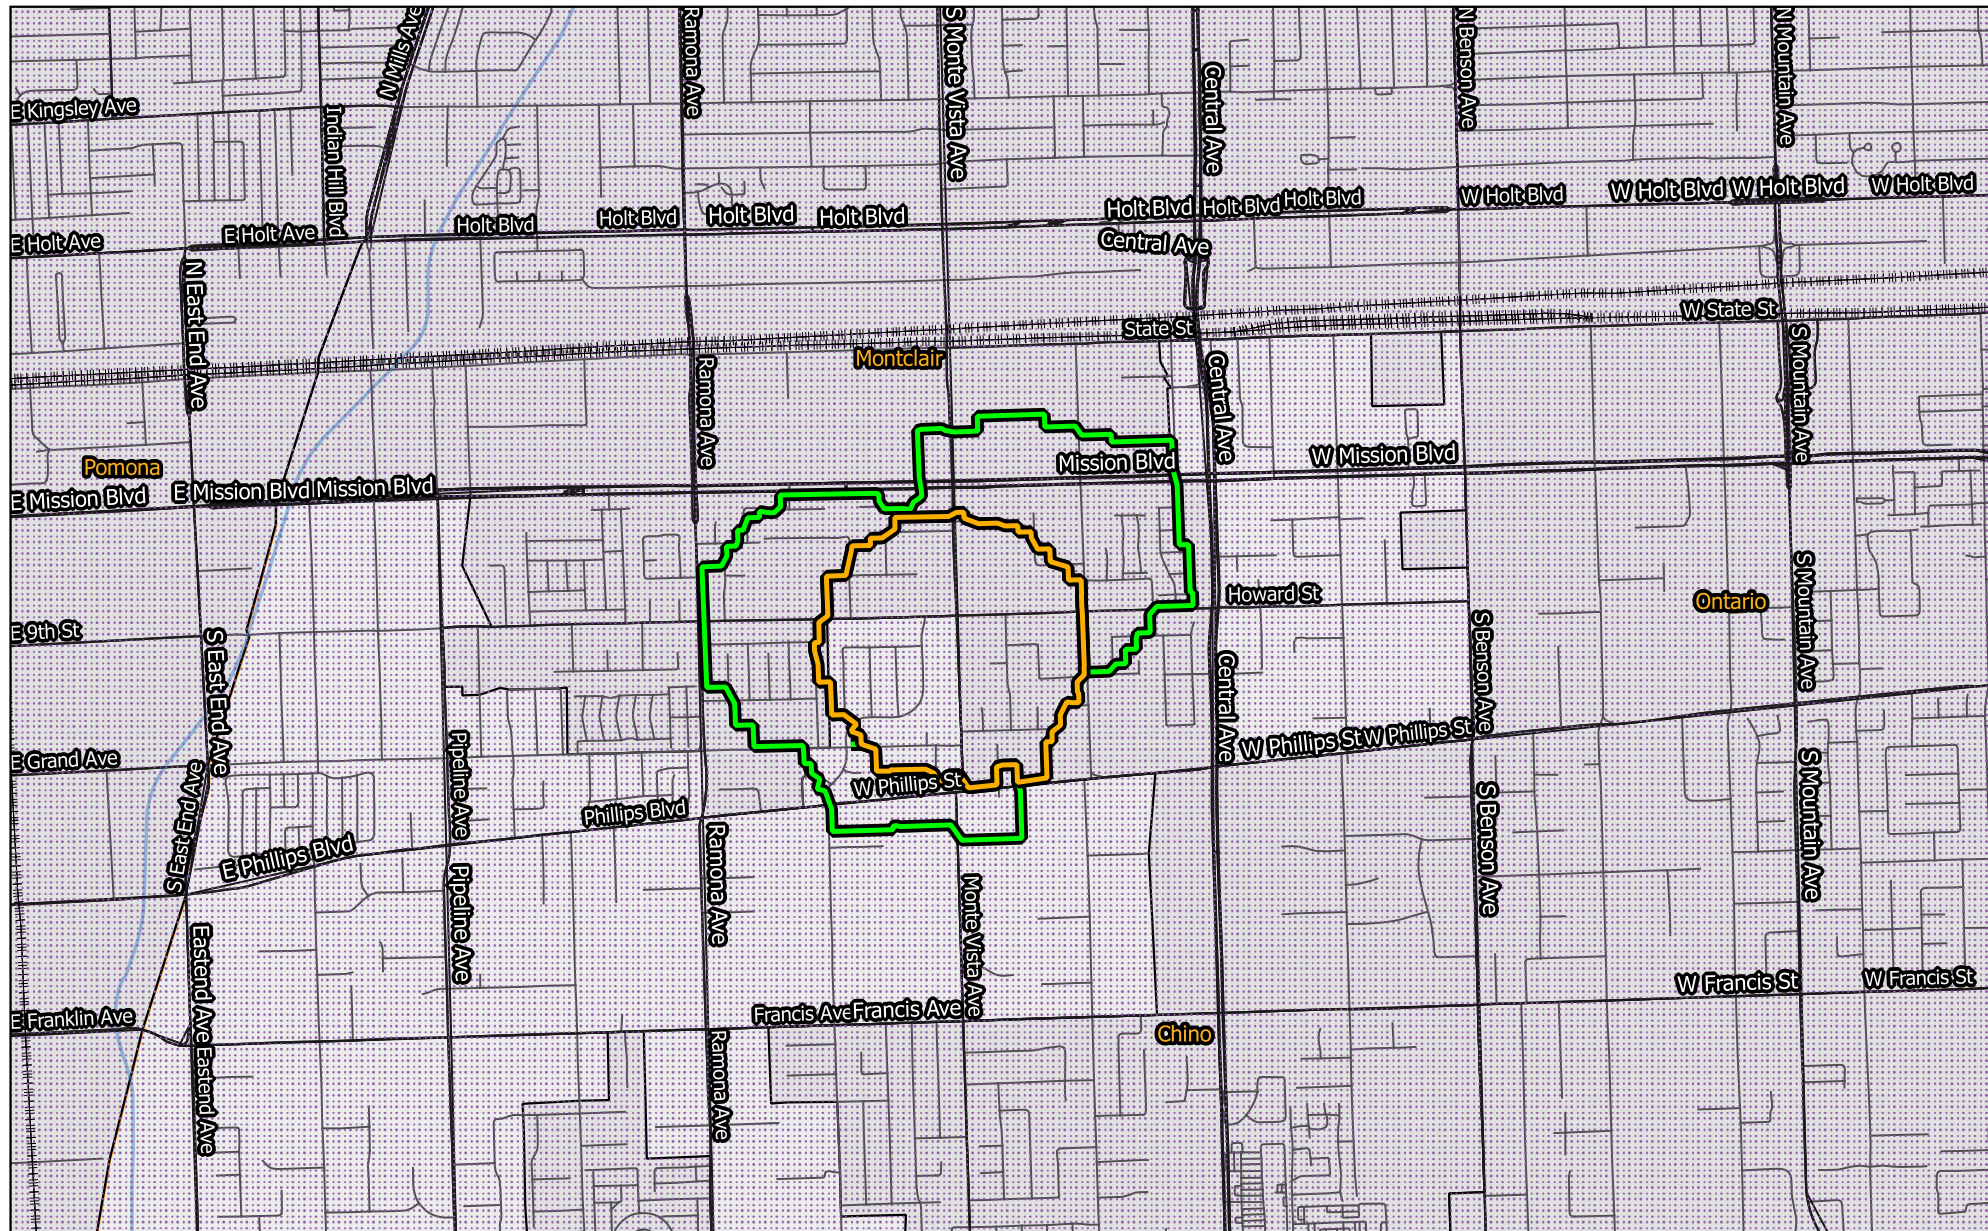 N Mills Ave
Ramona Ave
S Monte Vista Ave
N Benson Ave
N Mountain Ave
E Kingsley Ave
Indian Hill Blvd
Central Ave
Holt Blvd
Holt Blvd
Holt Blvd
Holt Blvd
Holt Blvd
Holt Blvd
Holt Blvd
W Holt Blvd
W Holt Blvd
W Holt Blvd
W Holt Blvd
E Holt Ave
E Holt Ave
Central Ave
N East End Ave
State St
W State St
Montclair
Ramona Ave
Central Ave
S Mountain Ave
Pomona
Mission Blvd
W Mission Blvd
E Mission Blvd
E Mission Blvd
Mission Blvd
Howard St
Ontario
S Mountain Ave
E 9th St
S East End Ave
Central Ave
S Benson Ave
E Grand Ave
Pipeline Ave
W Phillips St
W Phillips St
W Phillips St
S Mountain Ave
S East End Ave
Phillips Blvd
E Phillips Blvd
Ramona Ave
S Benson Ave
Pipeline Ave
Monte Vista Ave
Eastend Ave
W Francis St
W Francis St
Francis Ave
Francis Ave
E Franklin Ave
Chino
Eastend Ave
Ramona Ave